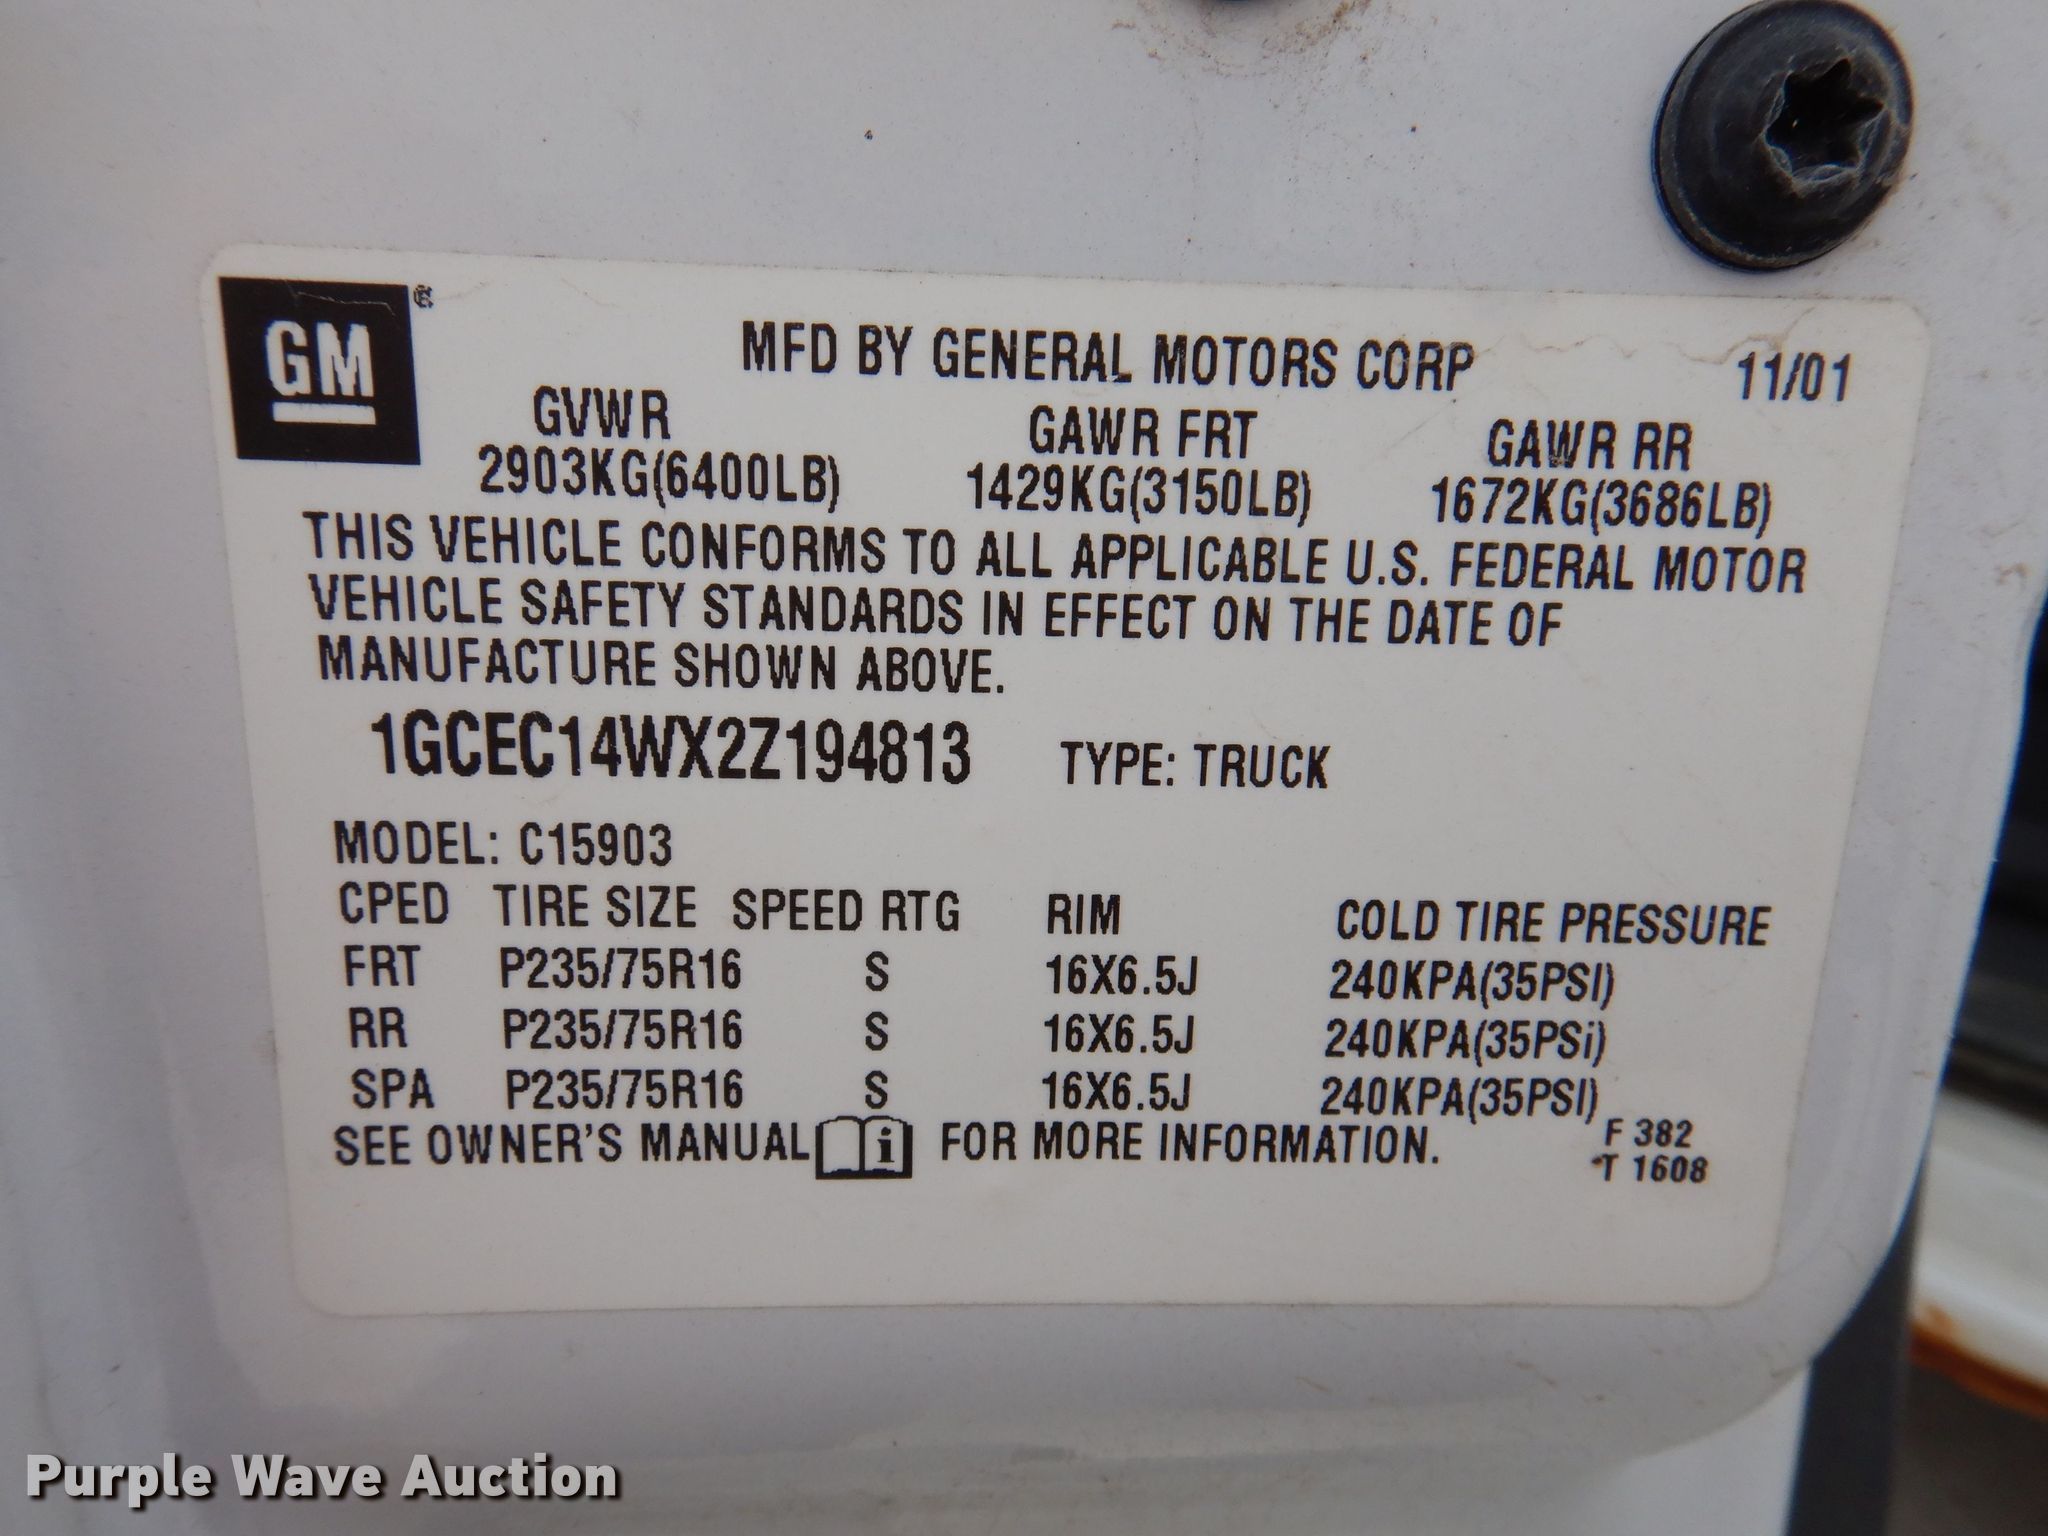 GM
MFD BY GENERAL MOTORS CORP 11/01
GVWR GAWR FRT GAWR RR
2903KG(6400LB) 1429KG(3150LB) 1672KG(3686LB)
THIS VEHICLE CONFORMS TO ALL APPLICABLE U.S. FEDERAL MOTOR
VEHICLE SAFETY STANDARDS IN EFFECT ON THE DATE OF
MANUFACTURE SHOWN ABOVE.
1GCEC14WX2Z194813 TYPE: TRUCK
MODEL: C15903
CPED TIRE SIZE SPEED RTG RIM COLD TIRE PRESSURE
FRT P235/75R16 S 16X6.5J 240KPA(35PSI)
RR P235/75R16 S 16X6.5J 240KPA(35PSi)
SPA P235/75R16 S 16X6.5J 240KPA(35PSI)
SEE OWNER'S MANUAL i FOR MORE INFORMATION.
F 382
T 1608
Purple Wave Auction